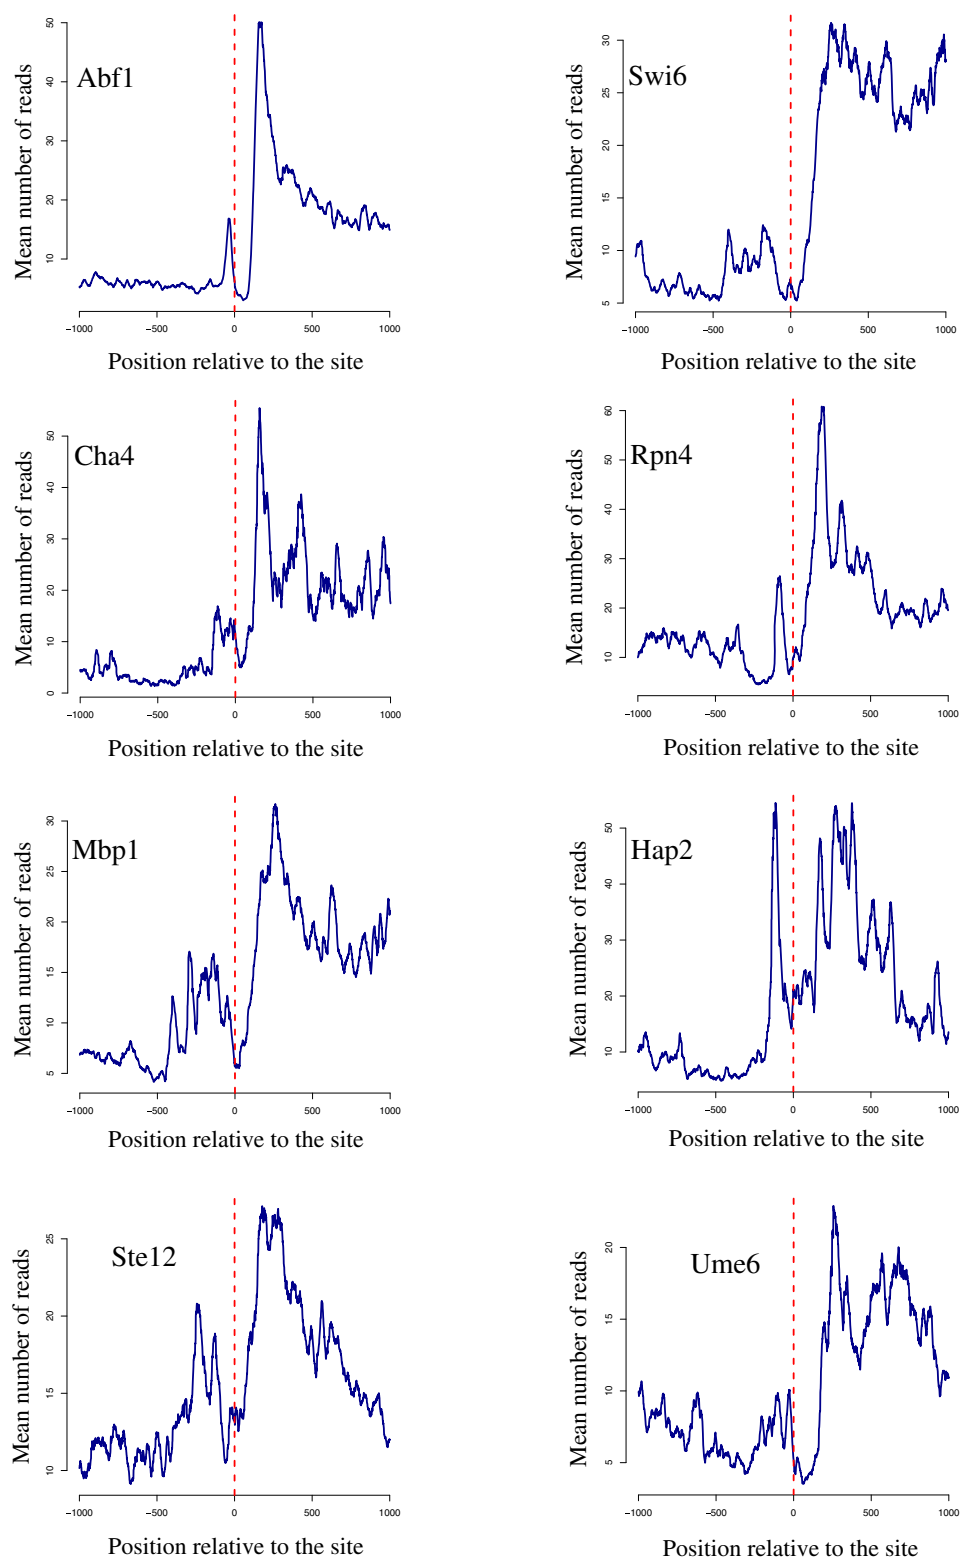 Abf1
Mean number of reads
10 20 30 40 50
−1000 −500 0 500 1000
Position relative to the site
Swi6
Mean number of reads
5 10 15 20 25 30
−1000 −500 0 500 1000
Position relative to the site
Cha4
Mean number of reads
0 10 20 30 40 50
−1000 −500 0 500 1000
Position relative to the site
Rpn4
Mean number of reads
10 20 30 40 50 60
−1000 −500 0 500 1000
Position relative to the site
Mbp1
Mean number of reads
5 10 15 20 25 30
−1000 −500 0 500 1000
Position relative to the site
Hap2
Mean number of reads
10 20 30 40 50
−1000 −500 0 500 1000
Position relative to the site
Ste12
Mean number of reads
10 15 20 25
−1000 −500 0 500 1000
Position relative to the site
Ume6
Mean number of reads
5 10 15 20
−1000 −500 0 500 1000
Position relative to the site